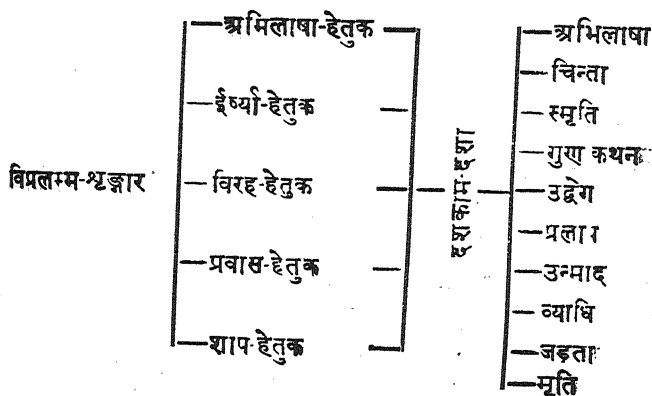 विप्रलम्भ-शृङ्गार
अभिलाषा-हेतुक
ईर्ष्या-हेतुक
विरह-हेतुक
प्रवास-हेतुक
शाप-हेतुक
दशकाम-दशा
अभिलाषा
चिन्ता
स्मृति
गुण कथन
उद्वेग
प्रलाप
उन्माद
व्याधि
जड़ता
मृति